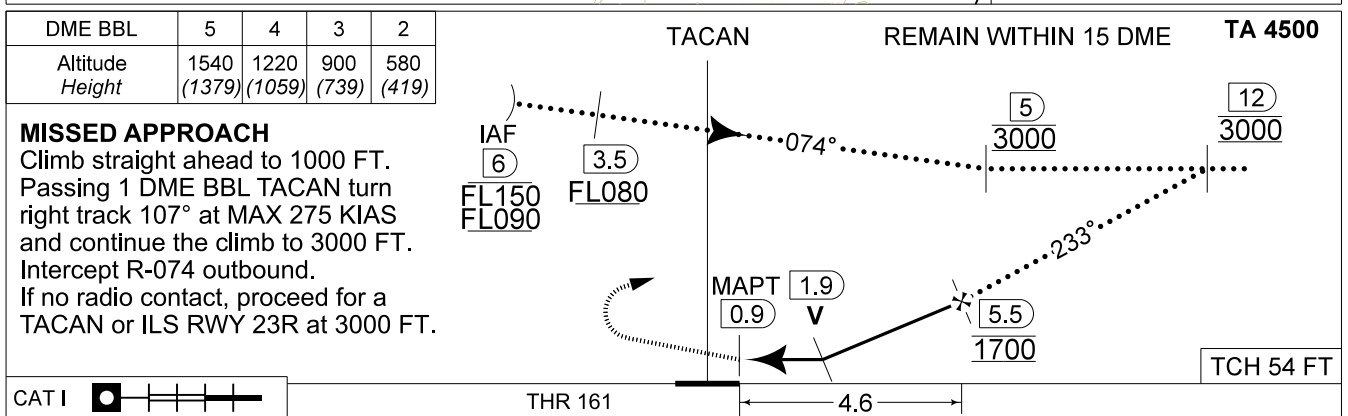 DME BBL 5 4 3 2
Altitude 1540 1220 900 580
Height (1379) (1059) (739) (419)
MISSED APPROACH
Climb straight ahead to 1000 FT.
Passing 1 DME BBL TACAN turn
right track 107° at MAX 275 KIAS
and continue the climb to 3000 FT.
Intercept R-074 outbound.
If no radio contact, proceed for a
TACAN or ILS RWY 23R at 3000 FT.
TACAN
REMAIN WITHIN 15 DME
TA 4500
IAF
6
FL150
FL090
3.5
FL080
074°
5
3000
12
3000
233°
MAPT
0.9
1.9
V
5.5
1700
TCH 54 FT
CAT I
THR 161
4.6